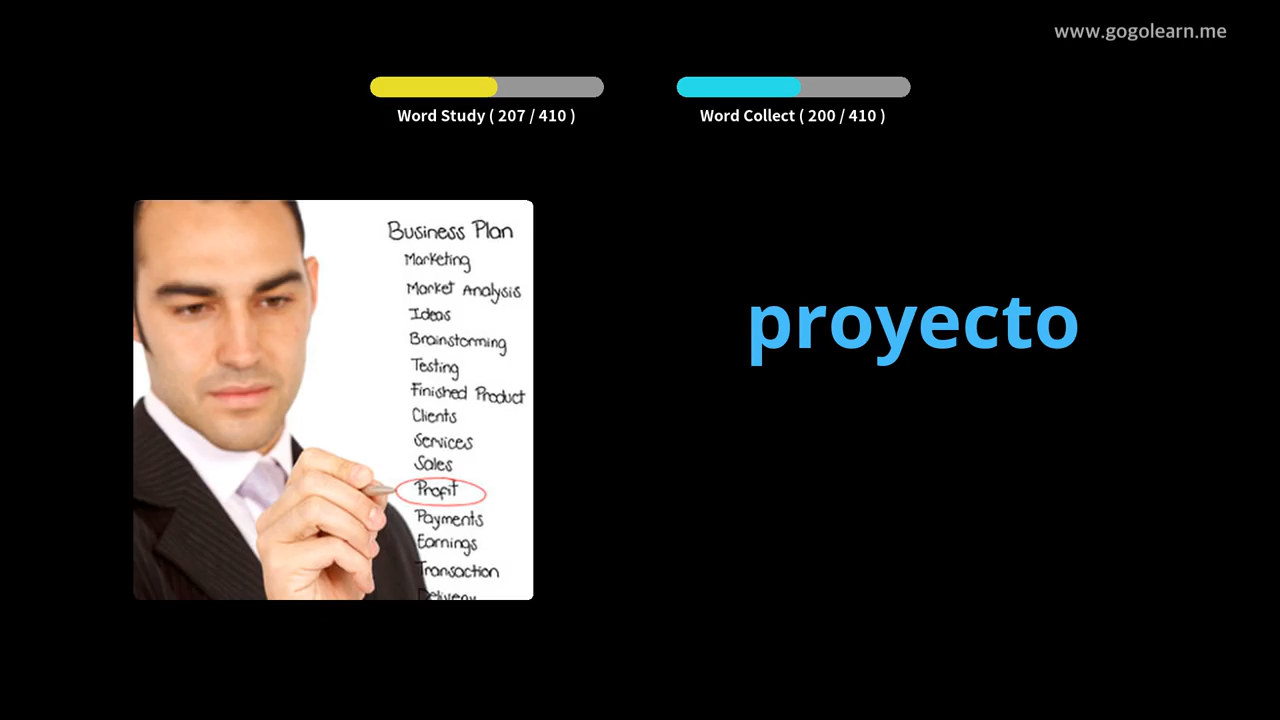 www.gogolearn.me
Word Study ( 207 / 410 )
Word Collect ( 200 / 410 )
Business Plan
Marketing
Market Analysis
Ideas
Brainstorming
Testing
Finished Product
Clients
Services
Sales
Profit
Payments
Earnings
Transaction
Delivery
proyecto